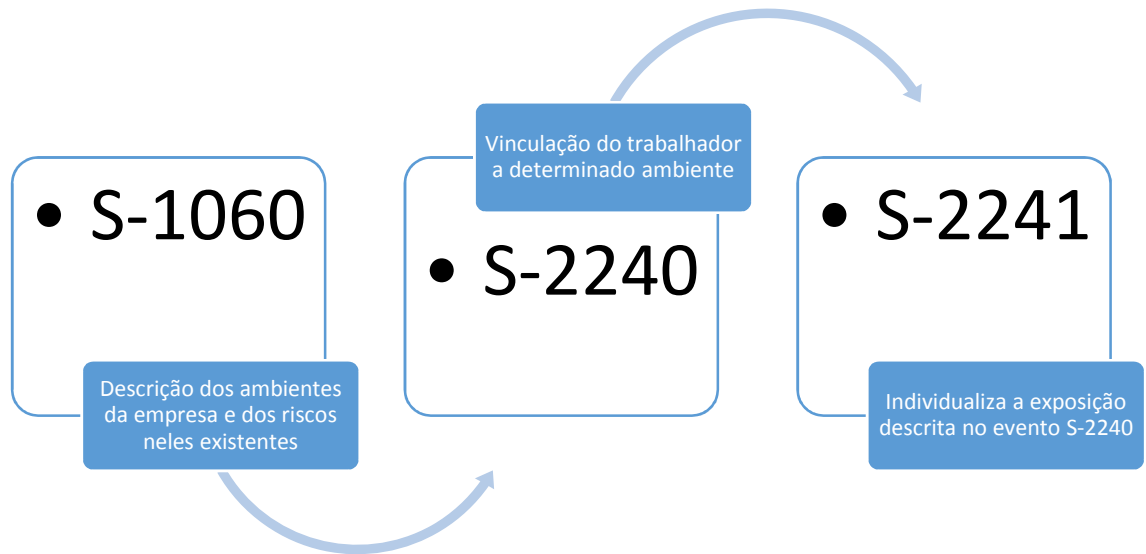 • S-1060
Descrição dos ambientes
da empresa e dos riscos
neles existentes
Vinculação do trabalhador
a determinado ambiente
• S-2240
• S-2241
Individualiza a exposição
descrita no evento S-2240